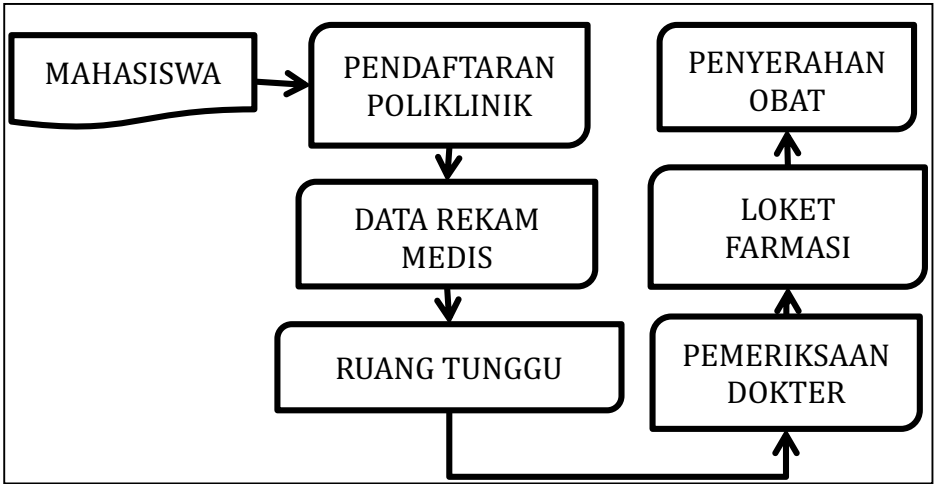 MAHASISWA
PENDAFTARAN
POLIKLINIK
DATA REKAM
MEDIS
RUANG TUNGGU
PEMERIKSAAN
DOKTER
LOKET
FARMASI
PENYERAHAN
OBAT